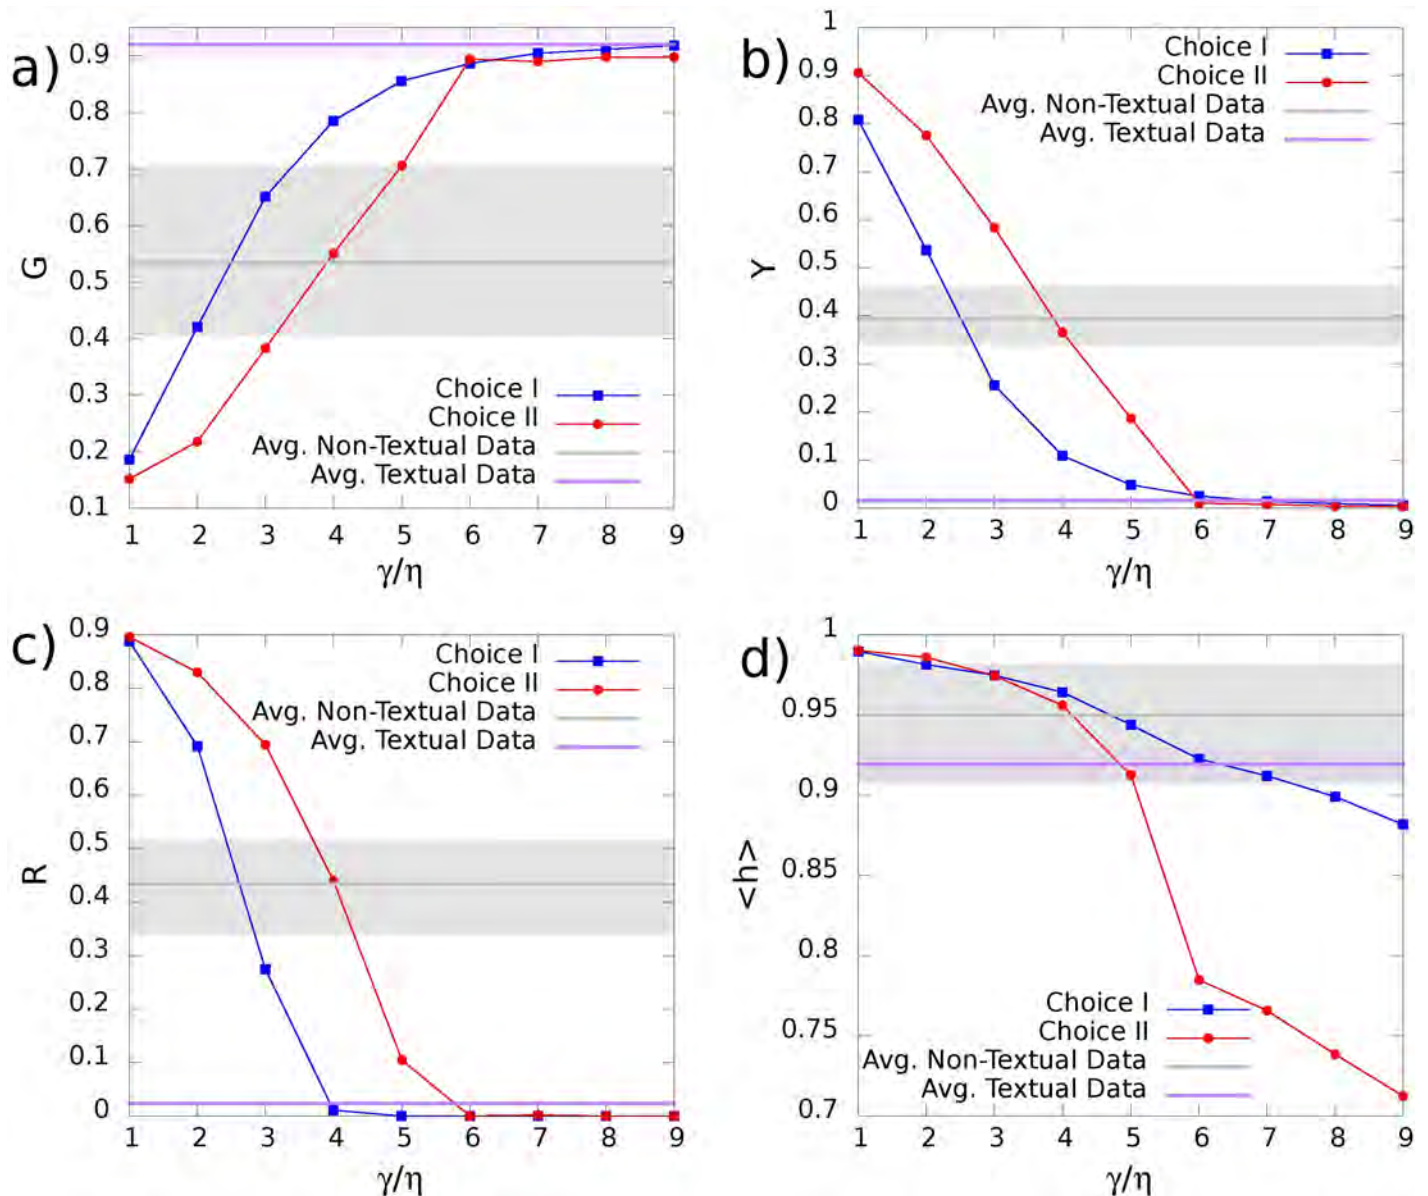 a)
G
0.9
0.8
0.7
0.6
0.5
0.4
0.3
0.2
0.1
Choice I
Choice II
Avg. Non-Textual Data
Avg. Textual Data
1 2 3 4 5 6 7 8 9
γ/η
b)
Y
1
0.9
0.8
0.7
0.6
0.5
0.4
0.3
0.2
0.1
0
Choice I
Choice II
Avg. Non-Textual Data
Avg. Textual Data
1 2 3 4 5 6 7 8 9
γ/η
c)
R
0.9
0.8
0.7
0.6
0.5
0.4
0.3
0.2
0.1
0
Choice I
Choice II
Avg. Non-Textual Data
Avg. Textual Data
1 2 3 4 5 6 7 8 9
γ/η
d)
<h>
1
0.95
0.9
0.85
0.8
0.75
0.7
Choice I
Choice II
Avg. Non-Textual Data
Avg. Textual Data
1 2 3 4 5 6 7 8 9
γ/η